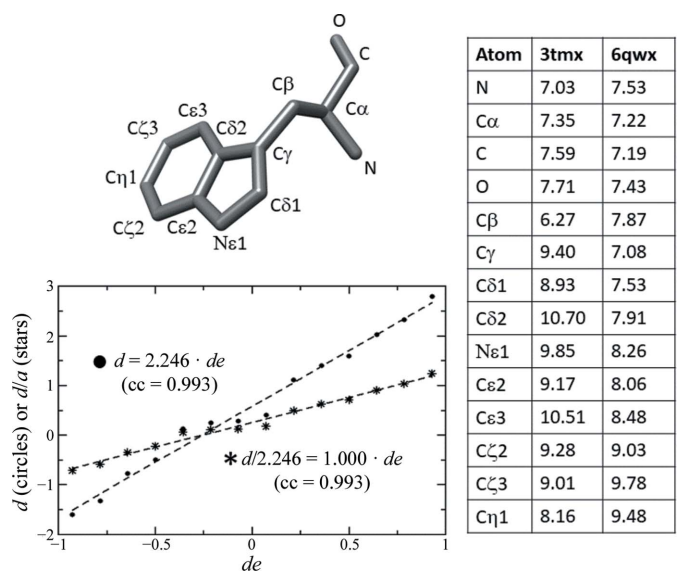 O
C
Cβ
Cα
Cε3
Cδ2
Cζ3
Cγ
N
Cη1
Cδ1
Cζ2
Cε2
Nε1
Atom 3tmx 6qwx
N 7.03 7.53
Cα 7.35 7.22
C 7.59 7.19
O 7.71 7.43
Cβ 6.27 7.87
Cγ 9.40 7.08
Cδ1 8.93 7.53
Cδ2 10.70 7.91
Nε1 9.85 8.26
Cε2 9.17 8.06
Cε3 10.51 8.48
Cζ2 9.28 9.03
Cζ3 9.01 9.78
Cη1 8.16 9.48
d (circles) or d/a (stars)
3
2
1
0
−1
−2
● d = 2.246 · de
(cc = 0.993)
* d/2.246 = 1.000 · de
(cc = 0.993)
−1 −0.5 0 0.5 1
de